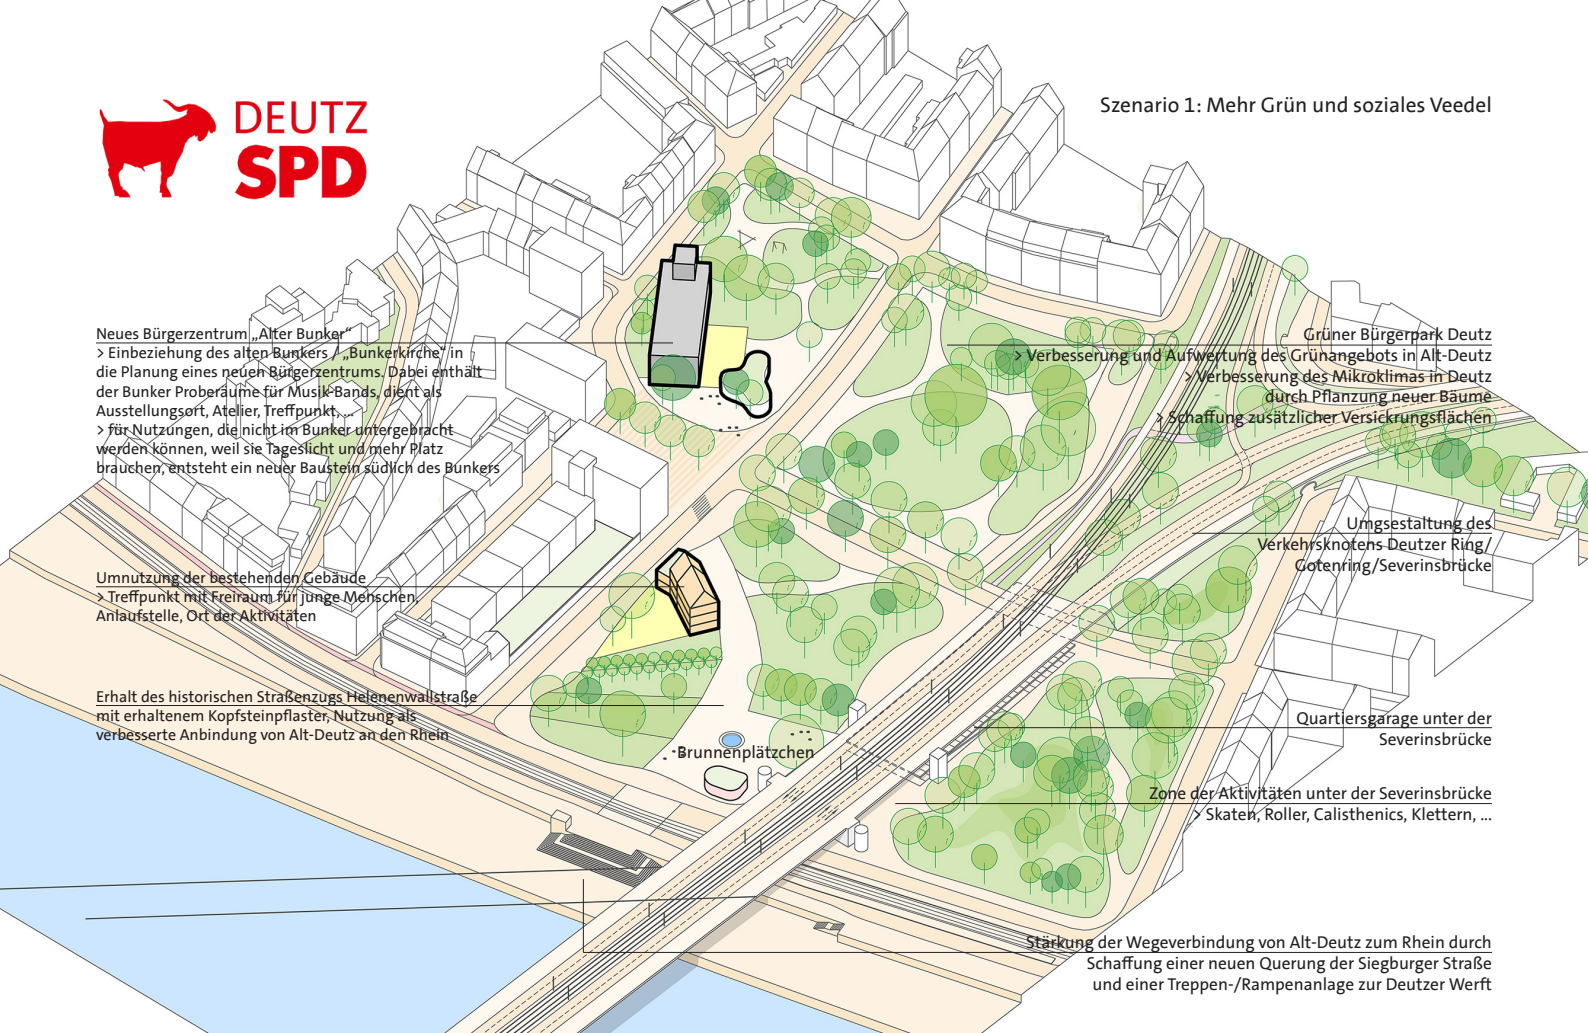 DEUTZ
SPD
Szenario 1: Mehr Grün und soziales Veedel
Neues Bürgerzentrum „Alter Bunker“
> Einbeziehung des alten Bunkers / „Bunkerkirche“ in
die Planung eines neuen Bürgerzentrums. Dabei enthält
der Bunker Proberäume für Musik-Bands, dient als
Ausstellungsort, Atelier, Treffpunkt, ...
> für Nutzungen, die nicht im Bunker untergebracht
werden können, weil sie Tageslicht und mehr Platz
brauchen, entsteht ein neuer Baustein südlich des Bunkers
Umnutzung der bestehenden Gebäude
> Treffpunkt mit Freiraum für junge Menschen,
Anlaufstelle, Ort der Aktivitäten
Erhalt des historischen Straßenzugs Helenenwallstraße
mit erhaltenem Kopfsteinpflaster, Nutzung als
verbesserte Anbindung von Alt-Deutz an den Rhein
Brunnenplätzchen
Grüner Bürgerpark Deutz
> Verbesserung und Aufwertung des Grünangebots in Alt-Deutz
> Verbesserung des Mikroklimas in Deutz
durch Pflanzung neuer Bäume
> Schaffung zusätzlicher Versickrungsflächen
Umgsestaltung des
Verkehrsknotens Deutzer Ring/
Gotenring/Severinsbrücke
Quartiersgarage unter der
Severinsbrücke
Zone der Aktivitäten unter der Severinsbrücke
> Skaten, Roller, Calisthenics, Klettern, ...
Stärkung der Wegeverbindung von Alt-Deutz zum Rhein durch
Schaffung einer neuen Querung der Siegburger Straße
und einer Treppen-/Rampenanlage zur Deutzer Werft